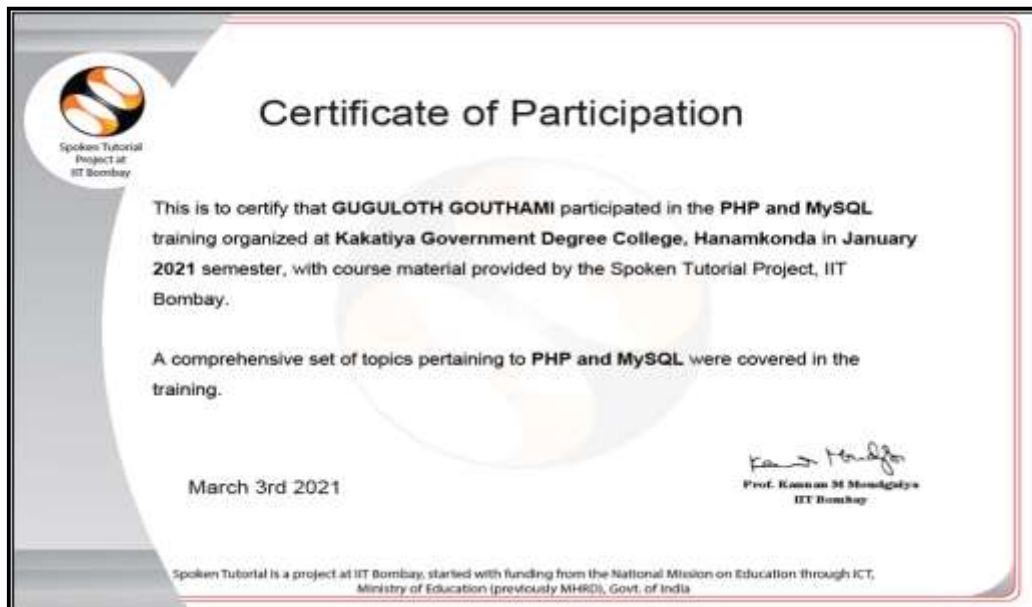 Spoken Tutorial
Project at
IIT Bombay
Certificate of Participation
This is to certify that GUGULOTH GOUTHAMI participated in the PHP and MySQL
training organized at Kakatiya Government Degree College, Hanamkonda in January
2021 semester, with course material provided by the Spoken Tutorial Project, IIT
Bombay.
A comprehensive set of topics pertaining to PHP and MySQL were covered in the
training.
March 3rd 2021
Prof. Kannan M Moudgalya
IIT Bombay
Spoken Tutorial is a project at IIT Bombay, started with funding from the National Mission on Education through ICT,
Ministry of Education (previously MHRD), Govt. of India